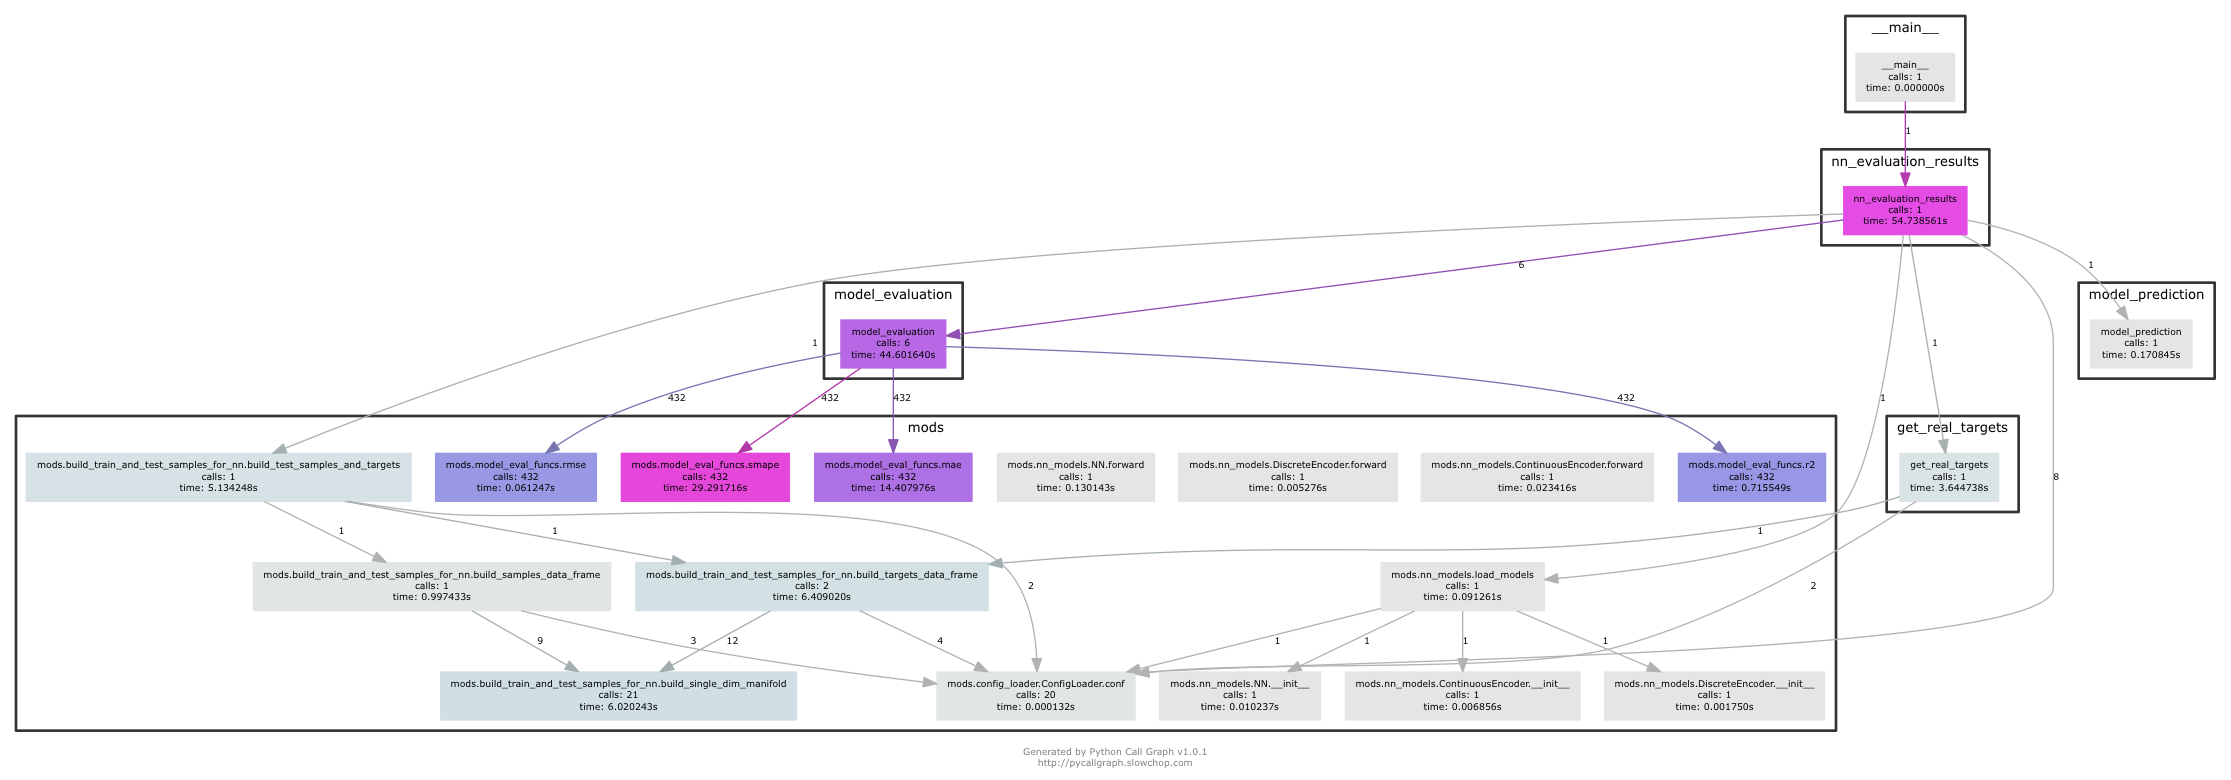 __main__
__main__
calls: 1
time: 0.000000s
1
nn_evaluation_results
nn_evaluation_results
calls: 1
time: 54.738561s
6
1
model_evaluation
model_evaluation
calls: 6
time: 44.601640s
model_prediction
model_prediction
calls: 1
time: 0.170845s
1
1
432
432
432
432
1
8
mods
get_real_targets
get_real_targets
calls: 1
time: 3.644738s
mods.build_train_and_test_samples_for_nn.build_test_samples_and_targets
calls: 1
time: 5.134248s
mods.model_eval_funcs.rmse
calls: 432
time: 0.061247s
mods.model_eval_funcs.smape
calls: 432
time: 29.291716s
mods.model_eval_funcs.mae
calls: 432
time: 14.407976s
mods.nn_models.NN.forward
calls: 1
time: 0.130143s
mods.nn_models.DiscreteEncoder.forward
calls: 1
time: 0.005276s
mods.nn_models.ContinuousEncoder.forward
calls: 1
time: 0.023416s
mods.model_eval_funcs.r2
calls: 432
time: 0.715549s
1
1
1
2
2
mods.build_train_and_test_samples_for_nn.build_samples_data_frame
calls: 1
time: 0.997433s
mods.build_train_and_test_samples_for_nn.build_targets_data_frame
calls: 2
time: 6.409020s
mods.nn_models.load_models
calls: 1
time: 0.091261s
9
3
12
4
1
1
1
1
mods.build_train_and_test_samples_for_nn.build_single_dim_manifold
calls: 21
time: 6.020243s
mods.config_loader.ConfigLoader.conf
calls: 20
time: 0.000132s
mods.nn_models.NN.__init__
calls: 1
time: 0.010237s
mods.nn_models.ContinuousEncoder.__init__
calls: 1
time: 0.006856s
mods.nn_models.DiscreteEncoder.__init__
calls: 1
time: 0.001750s
Generated by Python Call Graph v1.0.1
http://pycallgraph.slowchop.com